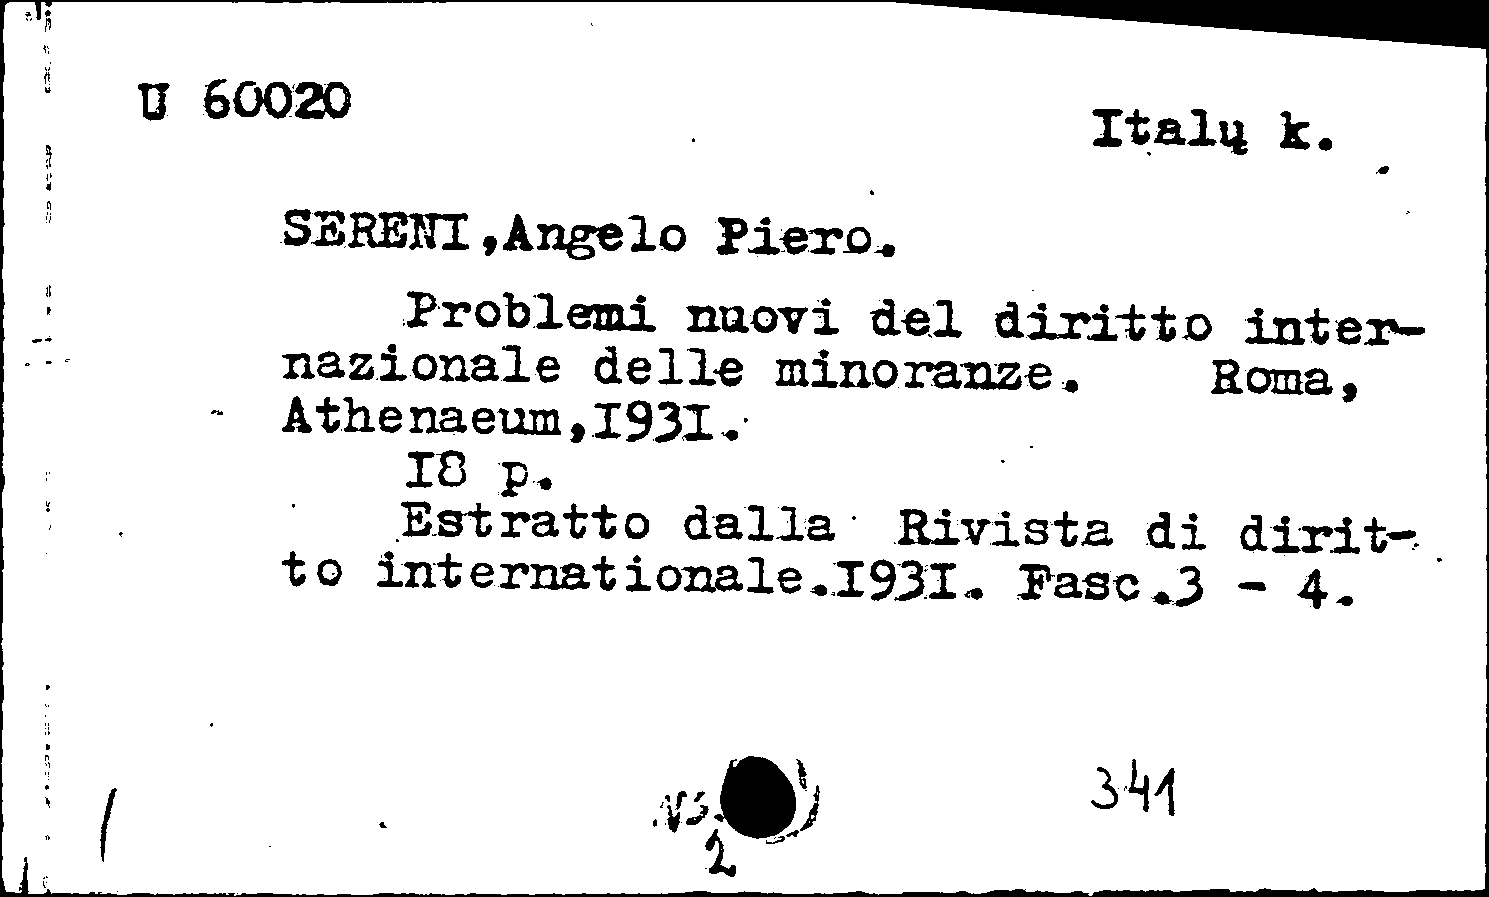 U 60020
Italų k.
SERENI,Angelo Piero.
Problemi nuovi del diritto inter-
nazionale delle minoranze. Roma,
Athenaeum,I93I.
I8 p.
Estratto dalla Rivista di dirit-
to internationale.I93I. Fasc.3 - 4.
341
2